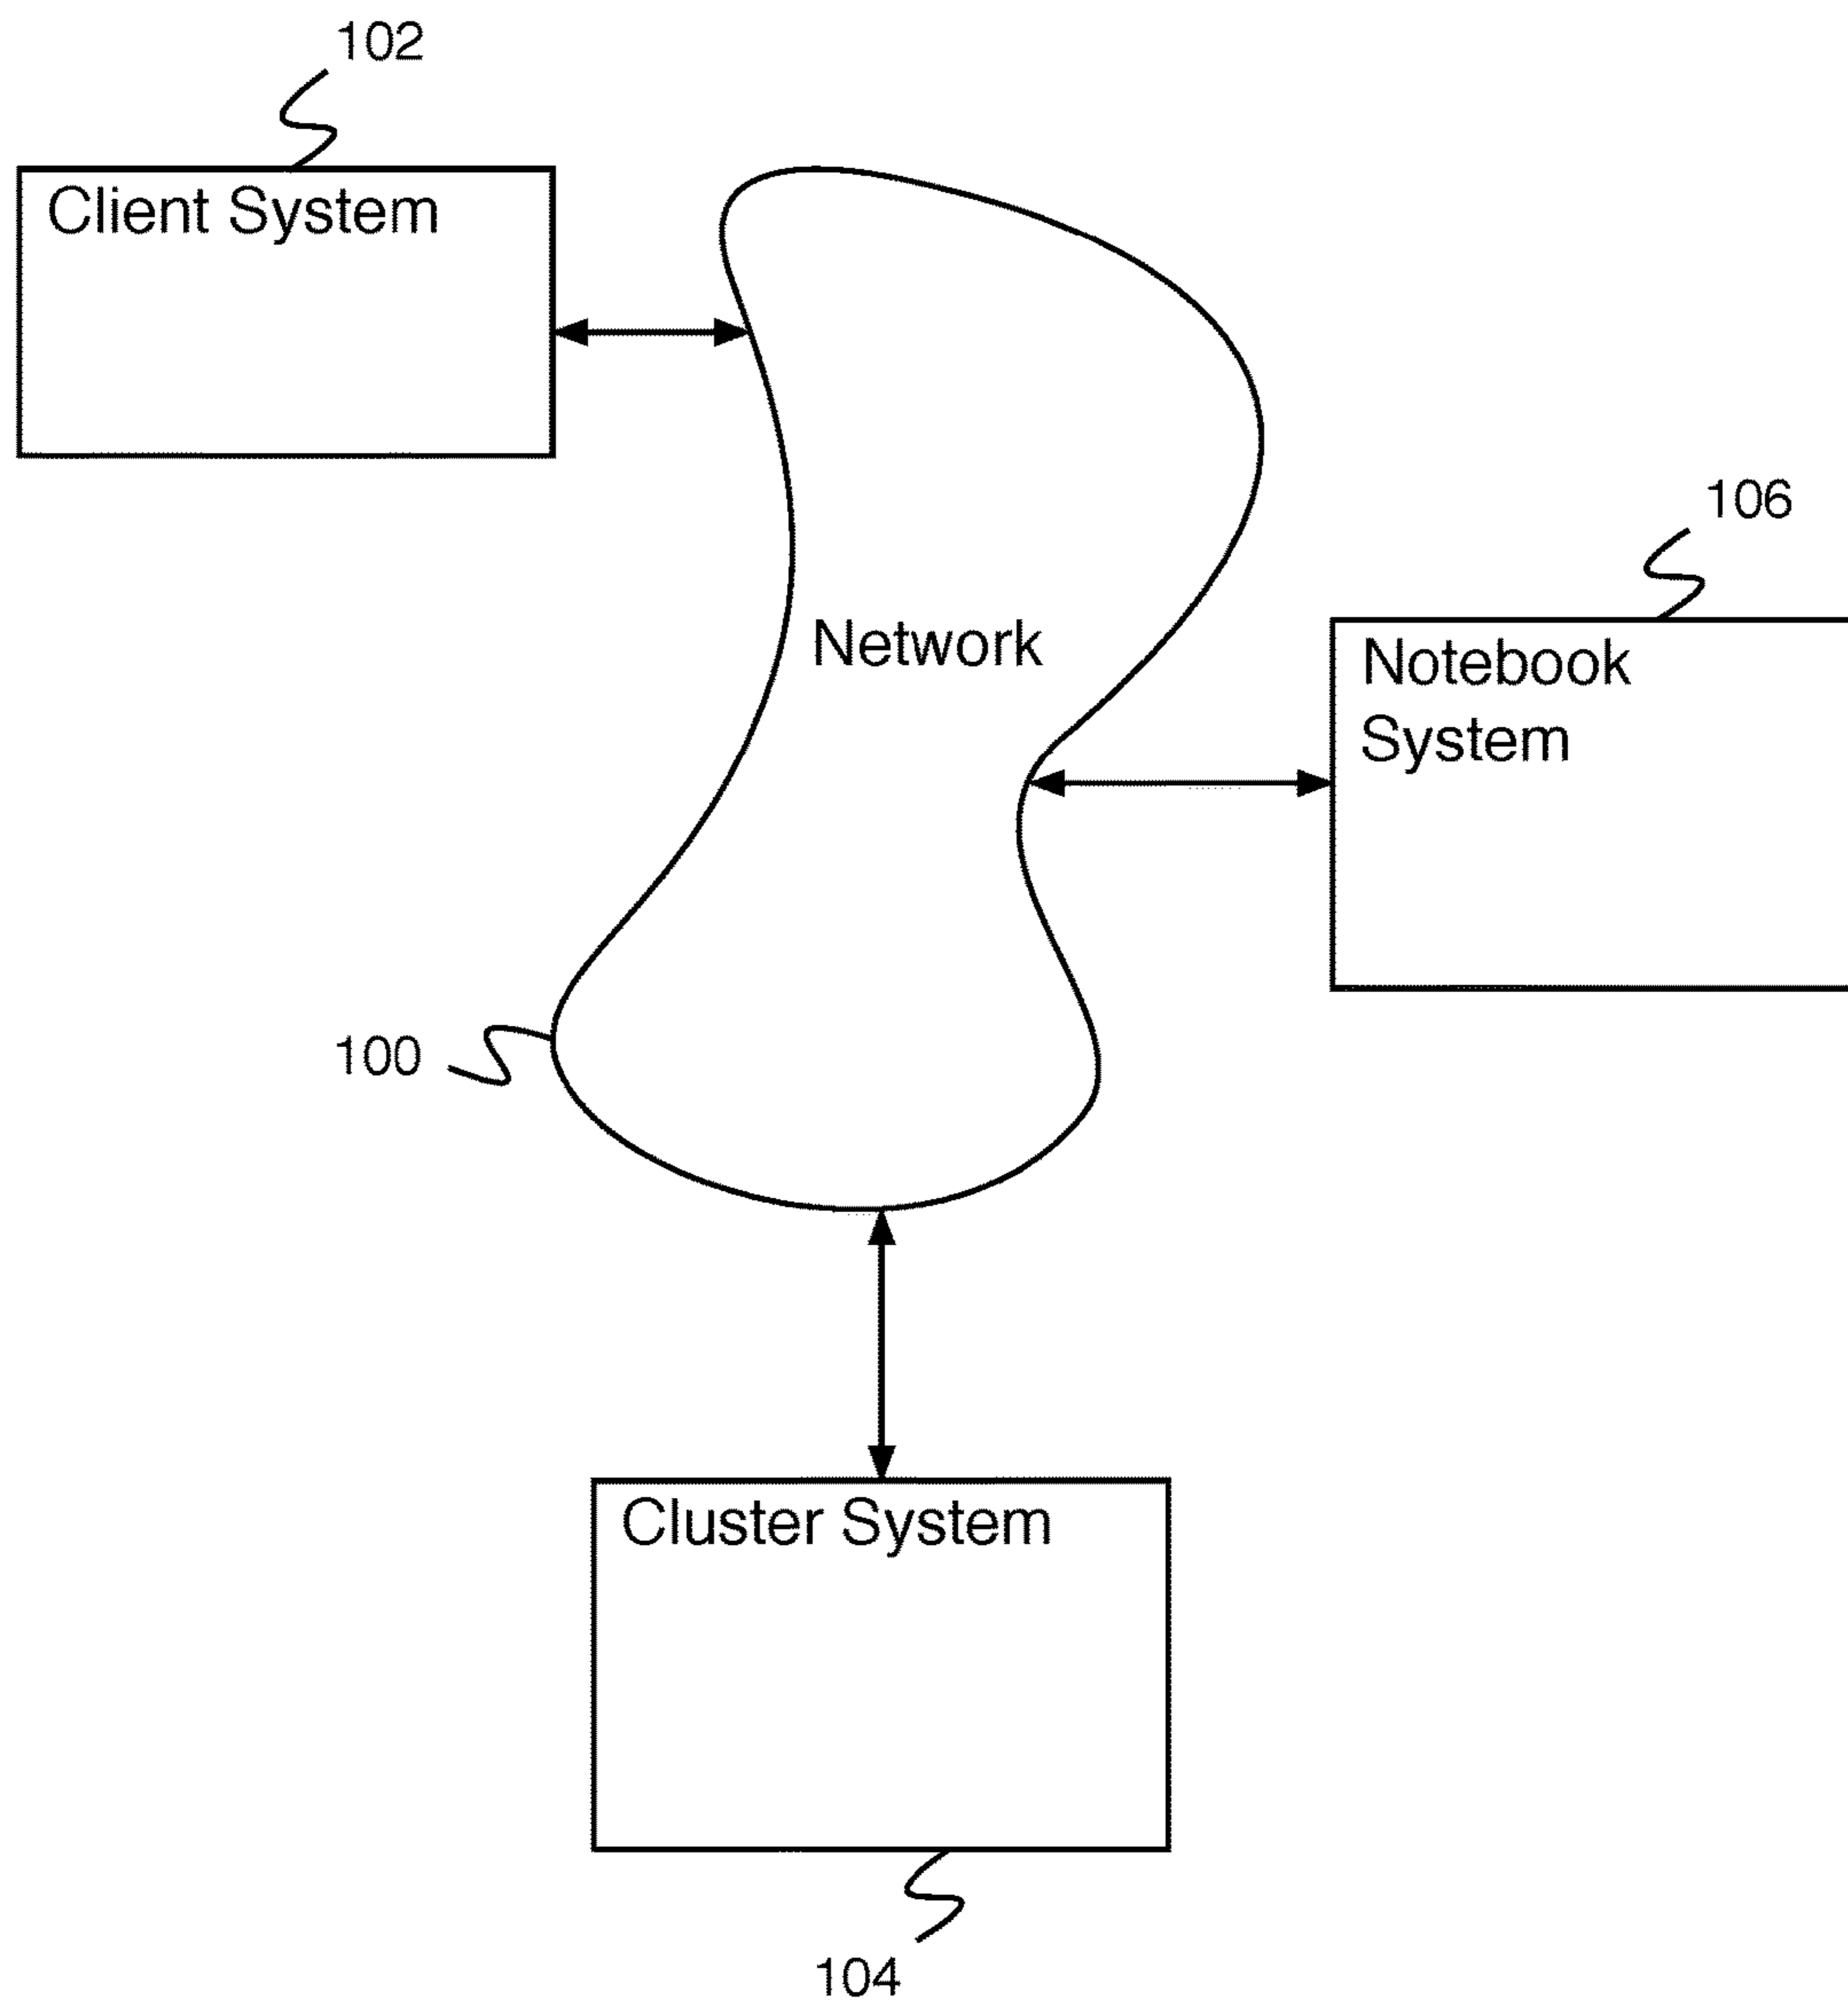 102
Client System
106
Network
Notebook
System
100
Cluster System
104